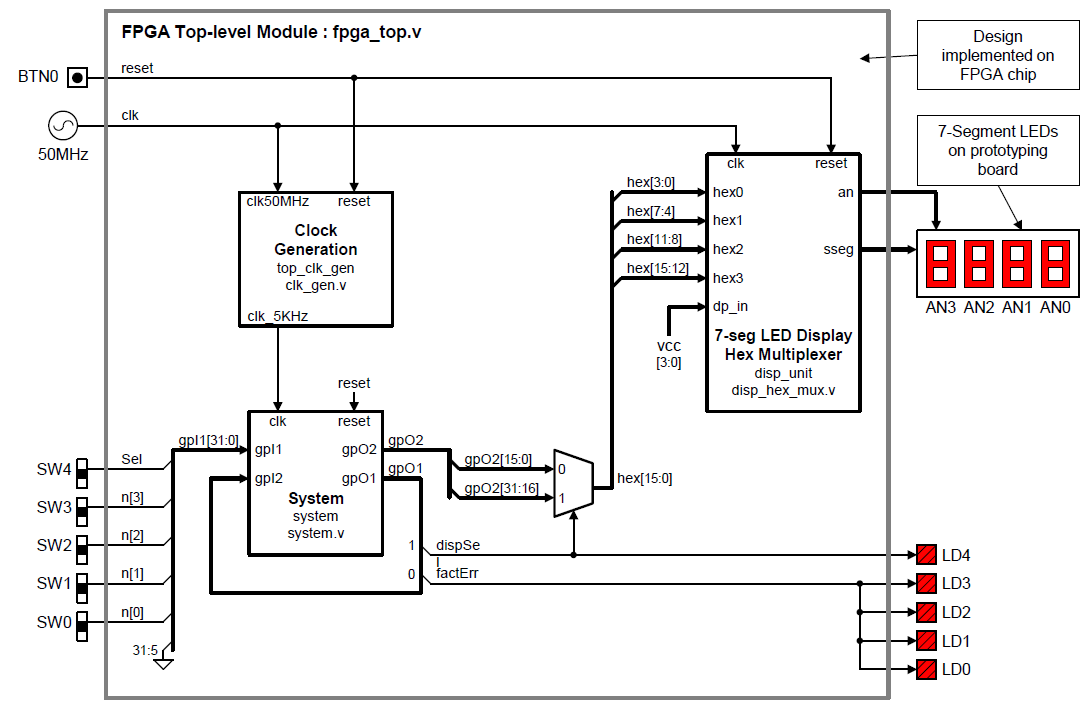 FPGA Top-level Module : fpga_top.v
Design
implemented on
FPGA chip
BTN0
reset
clk
50MHz
7-Segment LEDs
on prototyping
board
clk50MHz
reset
Clock
Generation
top_clk_gen
clk_gen.v
clk_5KHz
clk
reset
hex[3:0]
hex0
an
hex[7:4]
hex1
hex[11:8]
hex2
sseg
hex[15:12]
hex3
dp_in
vcc
[3:0]
7-seg LED Display
Hex Multiplexer
disp_unit
disp_hex_mux.v
AN3
AN2
AN1
AN0
reset
clk
reset
gpI1[31:0]
gpI1
gpO2
gpO2
gpI2
gpO1
gpO1
System
system
system.v
gpO2[15:0]
0
gpO2[31:16]
1
hex[15:0]
SW4
Sel
SW3
n[3]
SW2
n[2]
SW1
n[1]
SW0
n[0]
31:5
1
dispSe
l
0
factErr
LD4
LD3
LD2
LD1
LD0